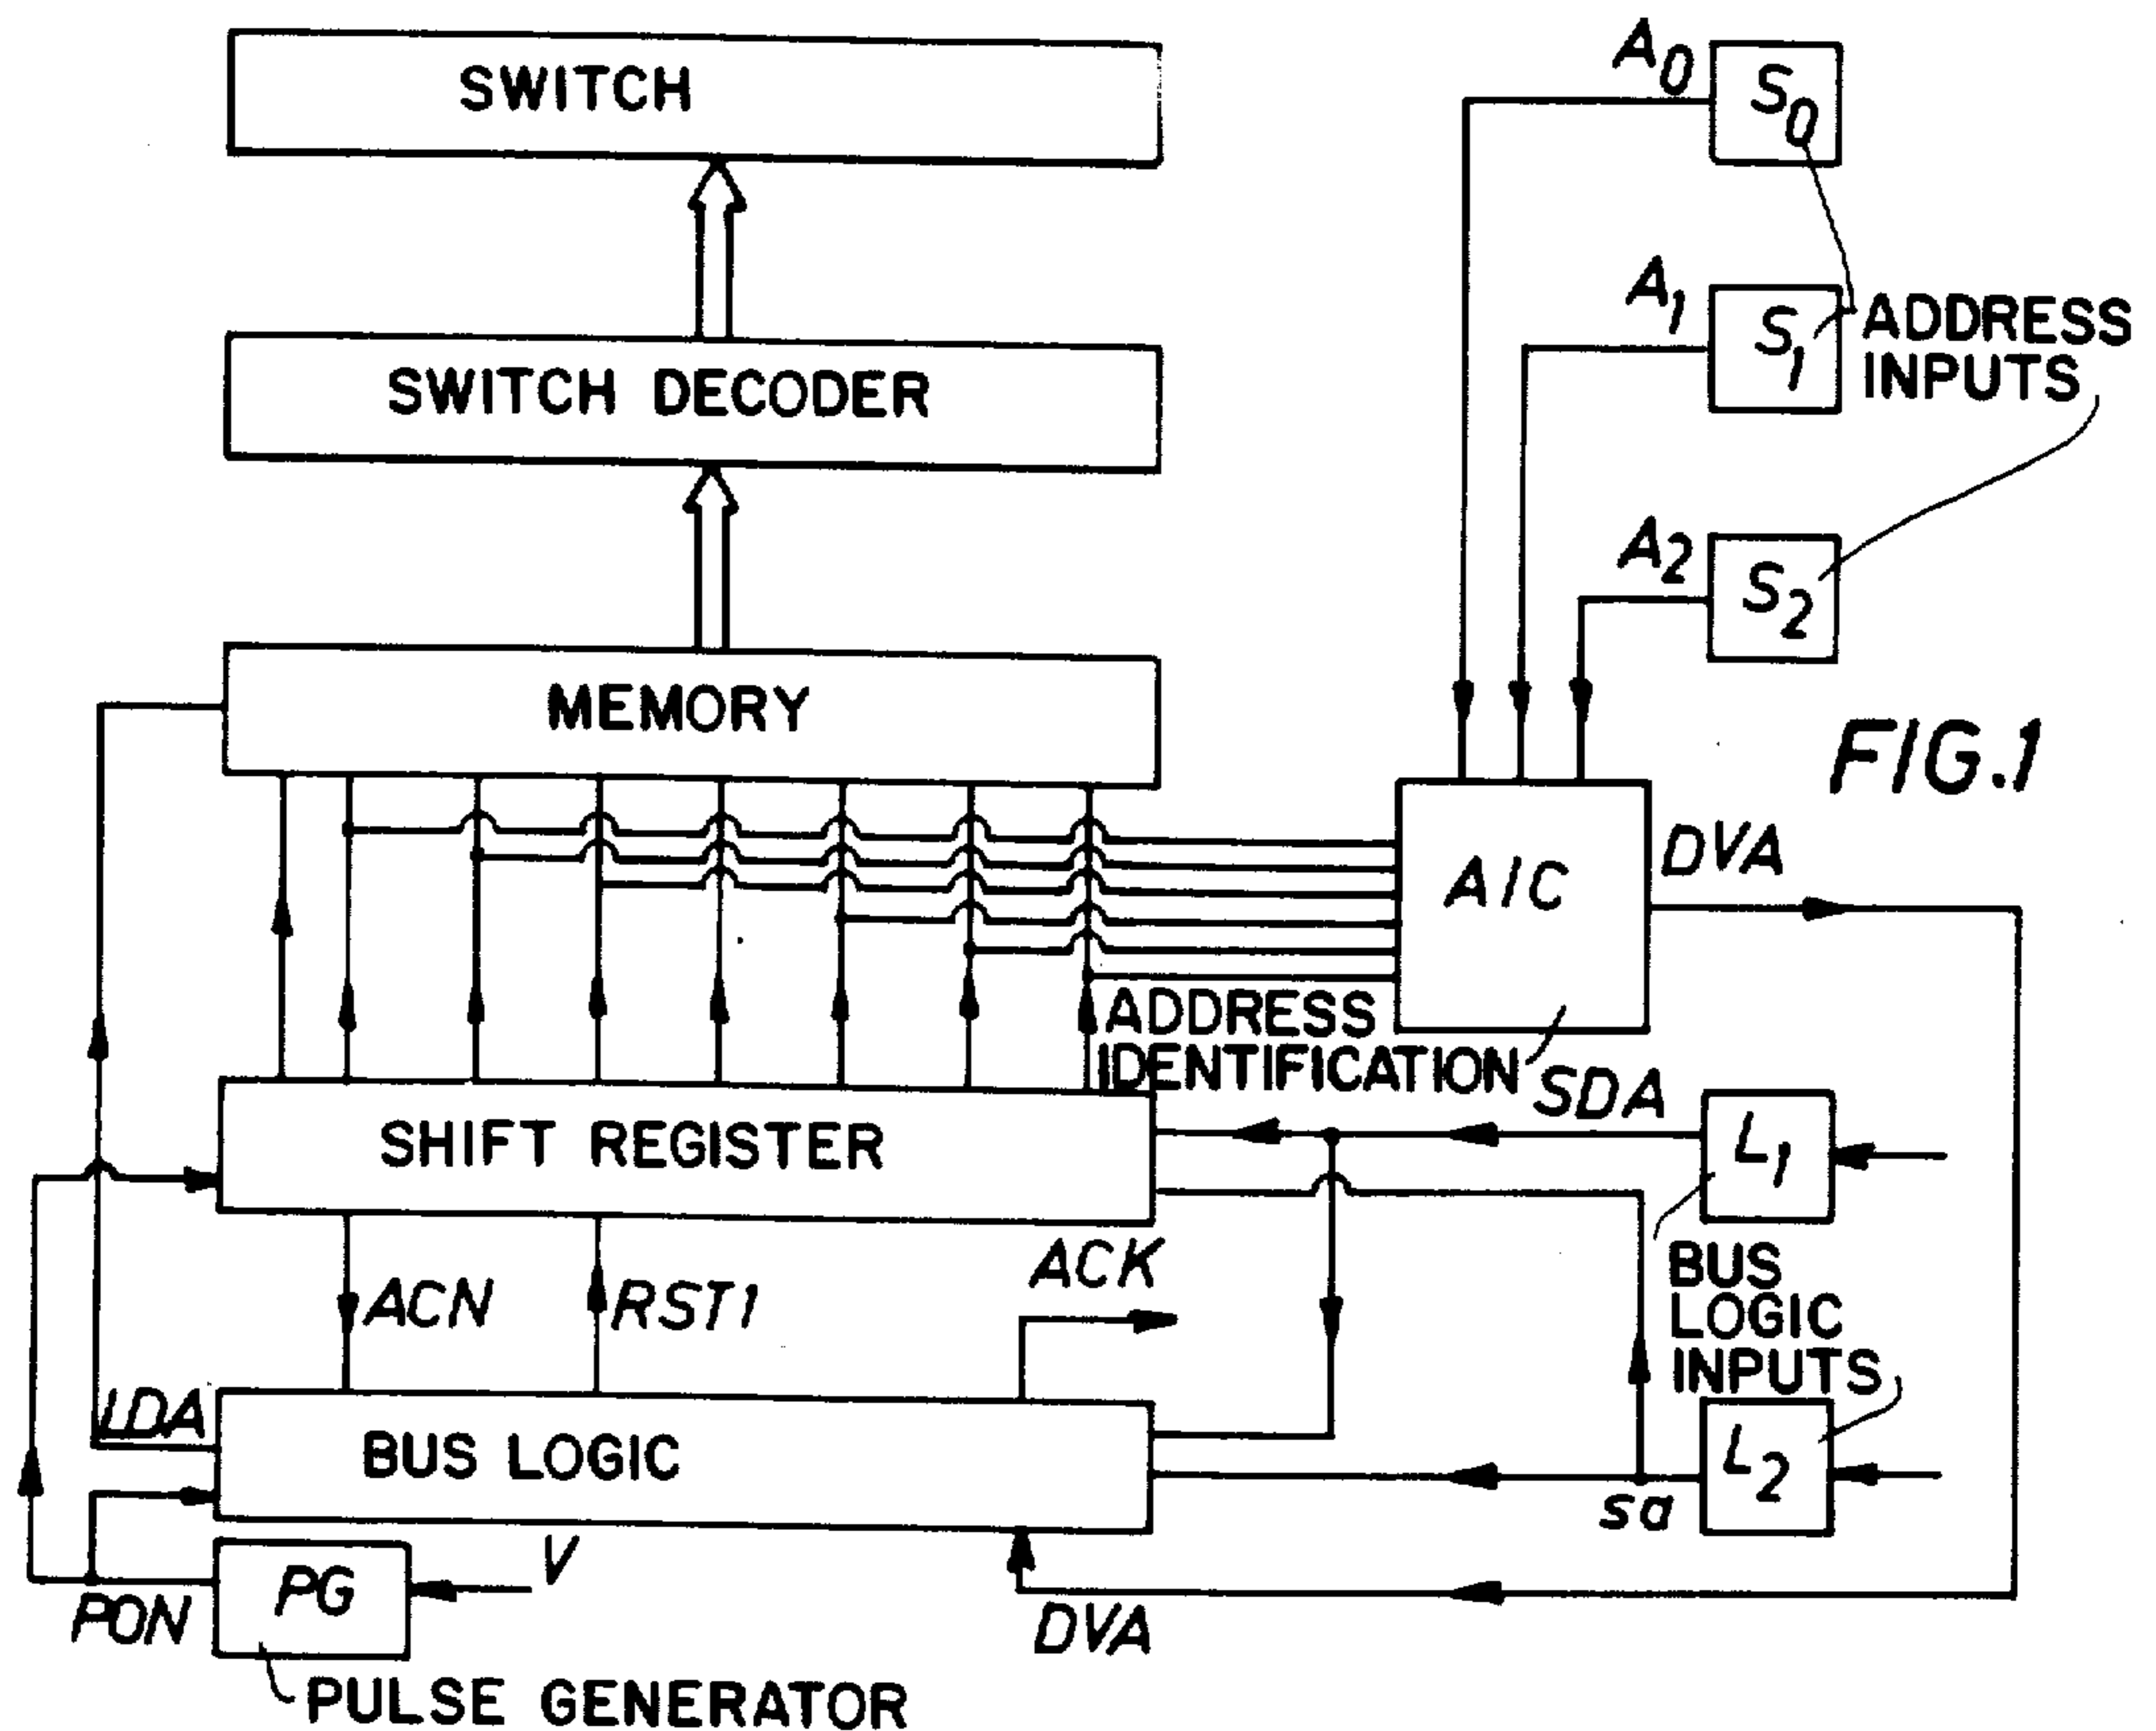 SWITCH
A0
S0
A1
S1
ADDRESS
INPUTS
SWITCH DECODER
A2
S2
MEMORY
FIG.1
AIC
DVA
ADDRESS
IDENTIFICATION
SDA
SHIFT REGISTER
L1
ACN
RST1
ACK
BUS
LOGIC
INPUTS
LDA
BUS LOGIC
L2
sa
V
PG
PON
DVA
PULSE GENERATOR